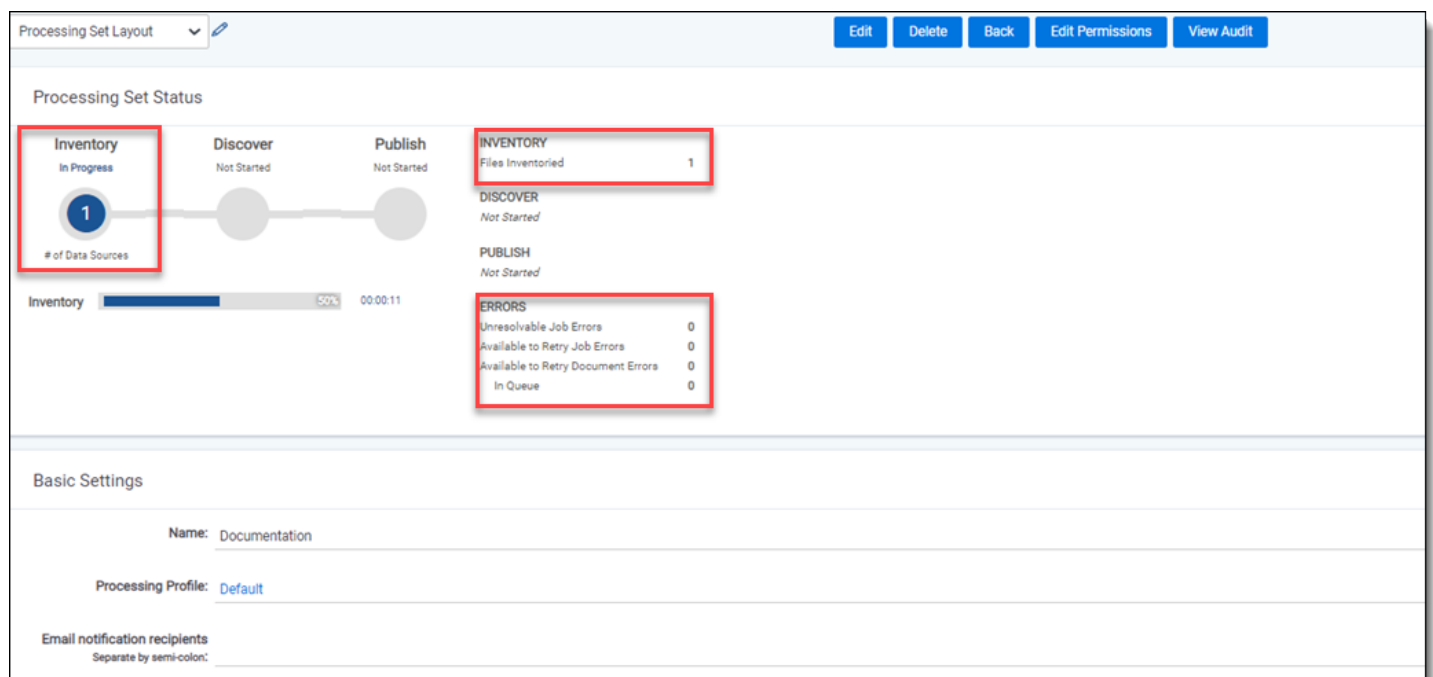 Processing Set Layout
Edit Delete Back Edit Permissions View Audit
Processing Set Status
Inventory Discover Publish
In Progress Not Started Not Started
1
# of Data Sources
Inventory 50% 00:00:11
INVENTORY
Files Inventoried 1
DISCOVER
Not Started
PUBLISH
Not Started
ERRORS
Unresolvable Job Errors 0
Available to Retry Job Errors 0
Available to Retry Document Errors 0
In Queue 0
Basic Settings
Name: Documentation
Processing Profile: Default
Email notification recipients
Separate by semi-colon: